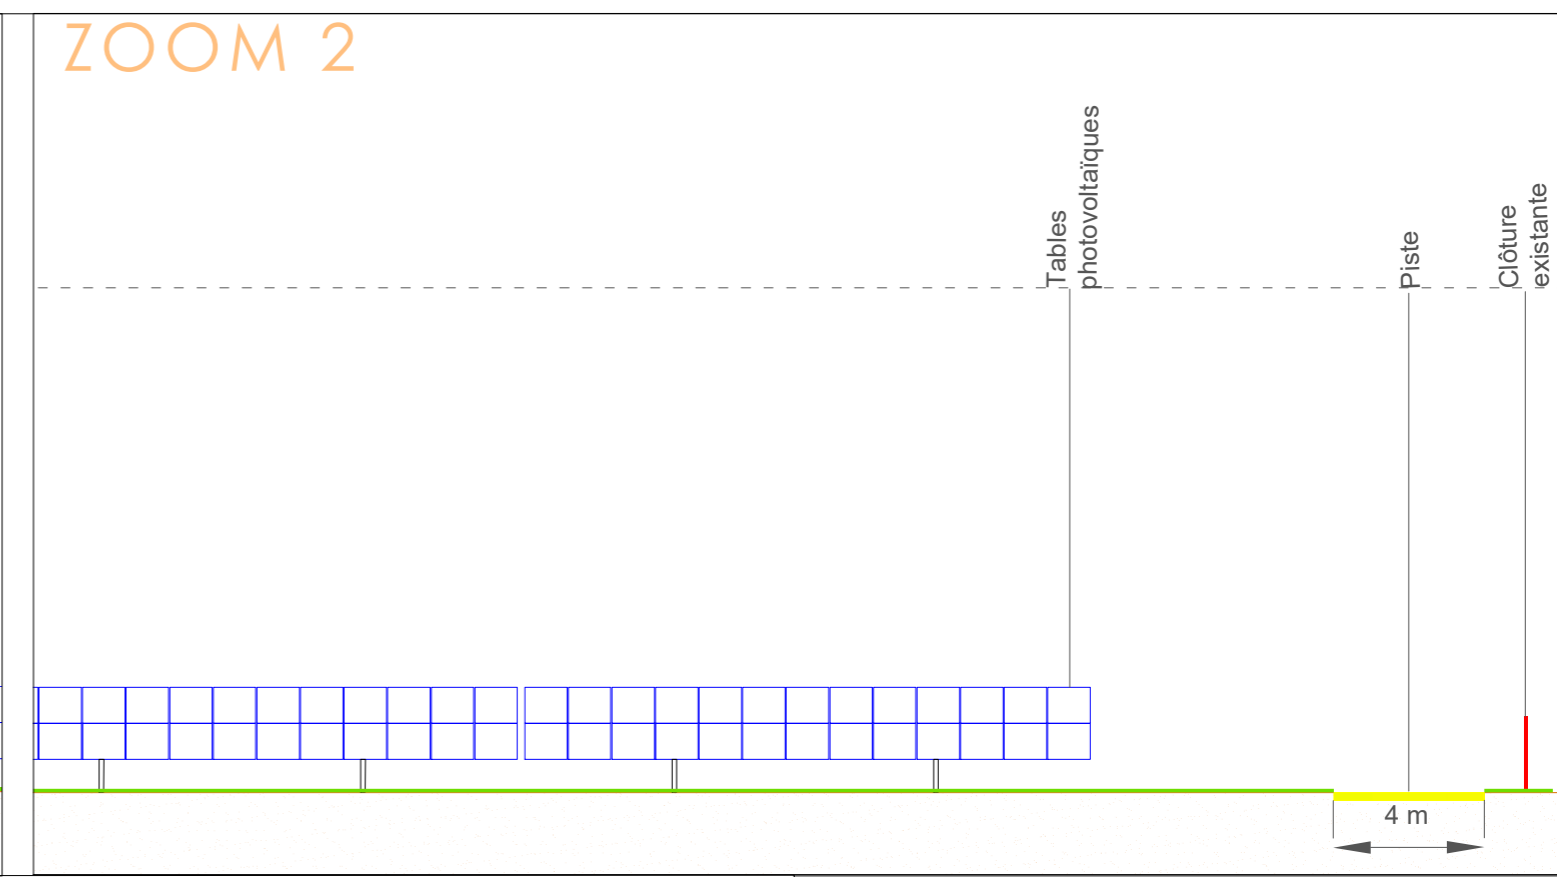 ZOOM 2
Tables
photovoltaïques
Piste
Clôture
existante
4 m